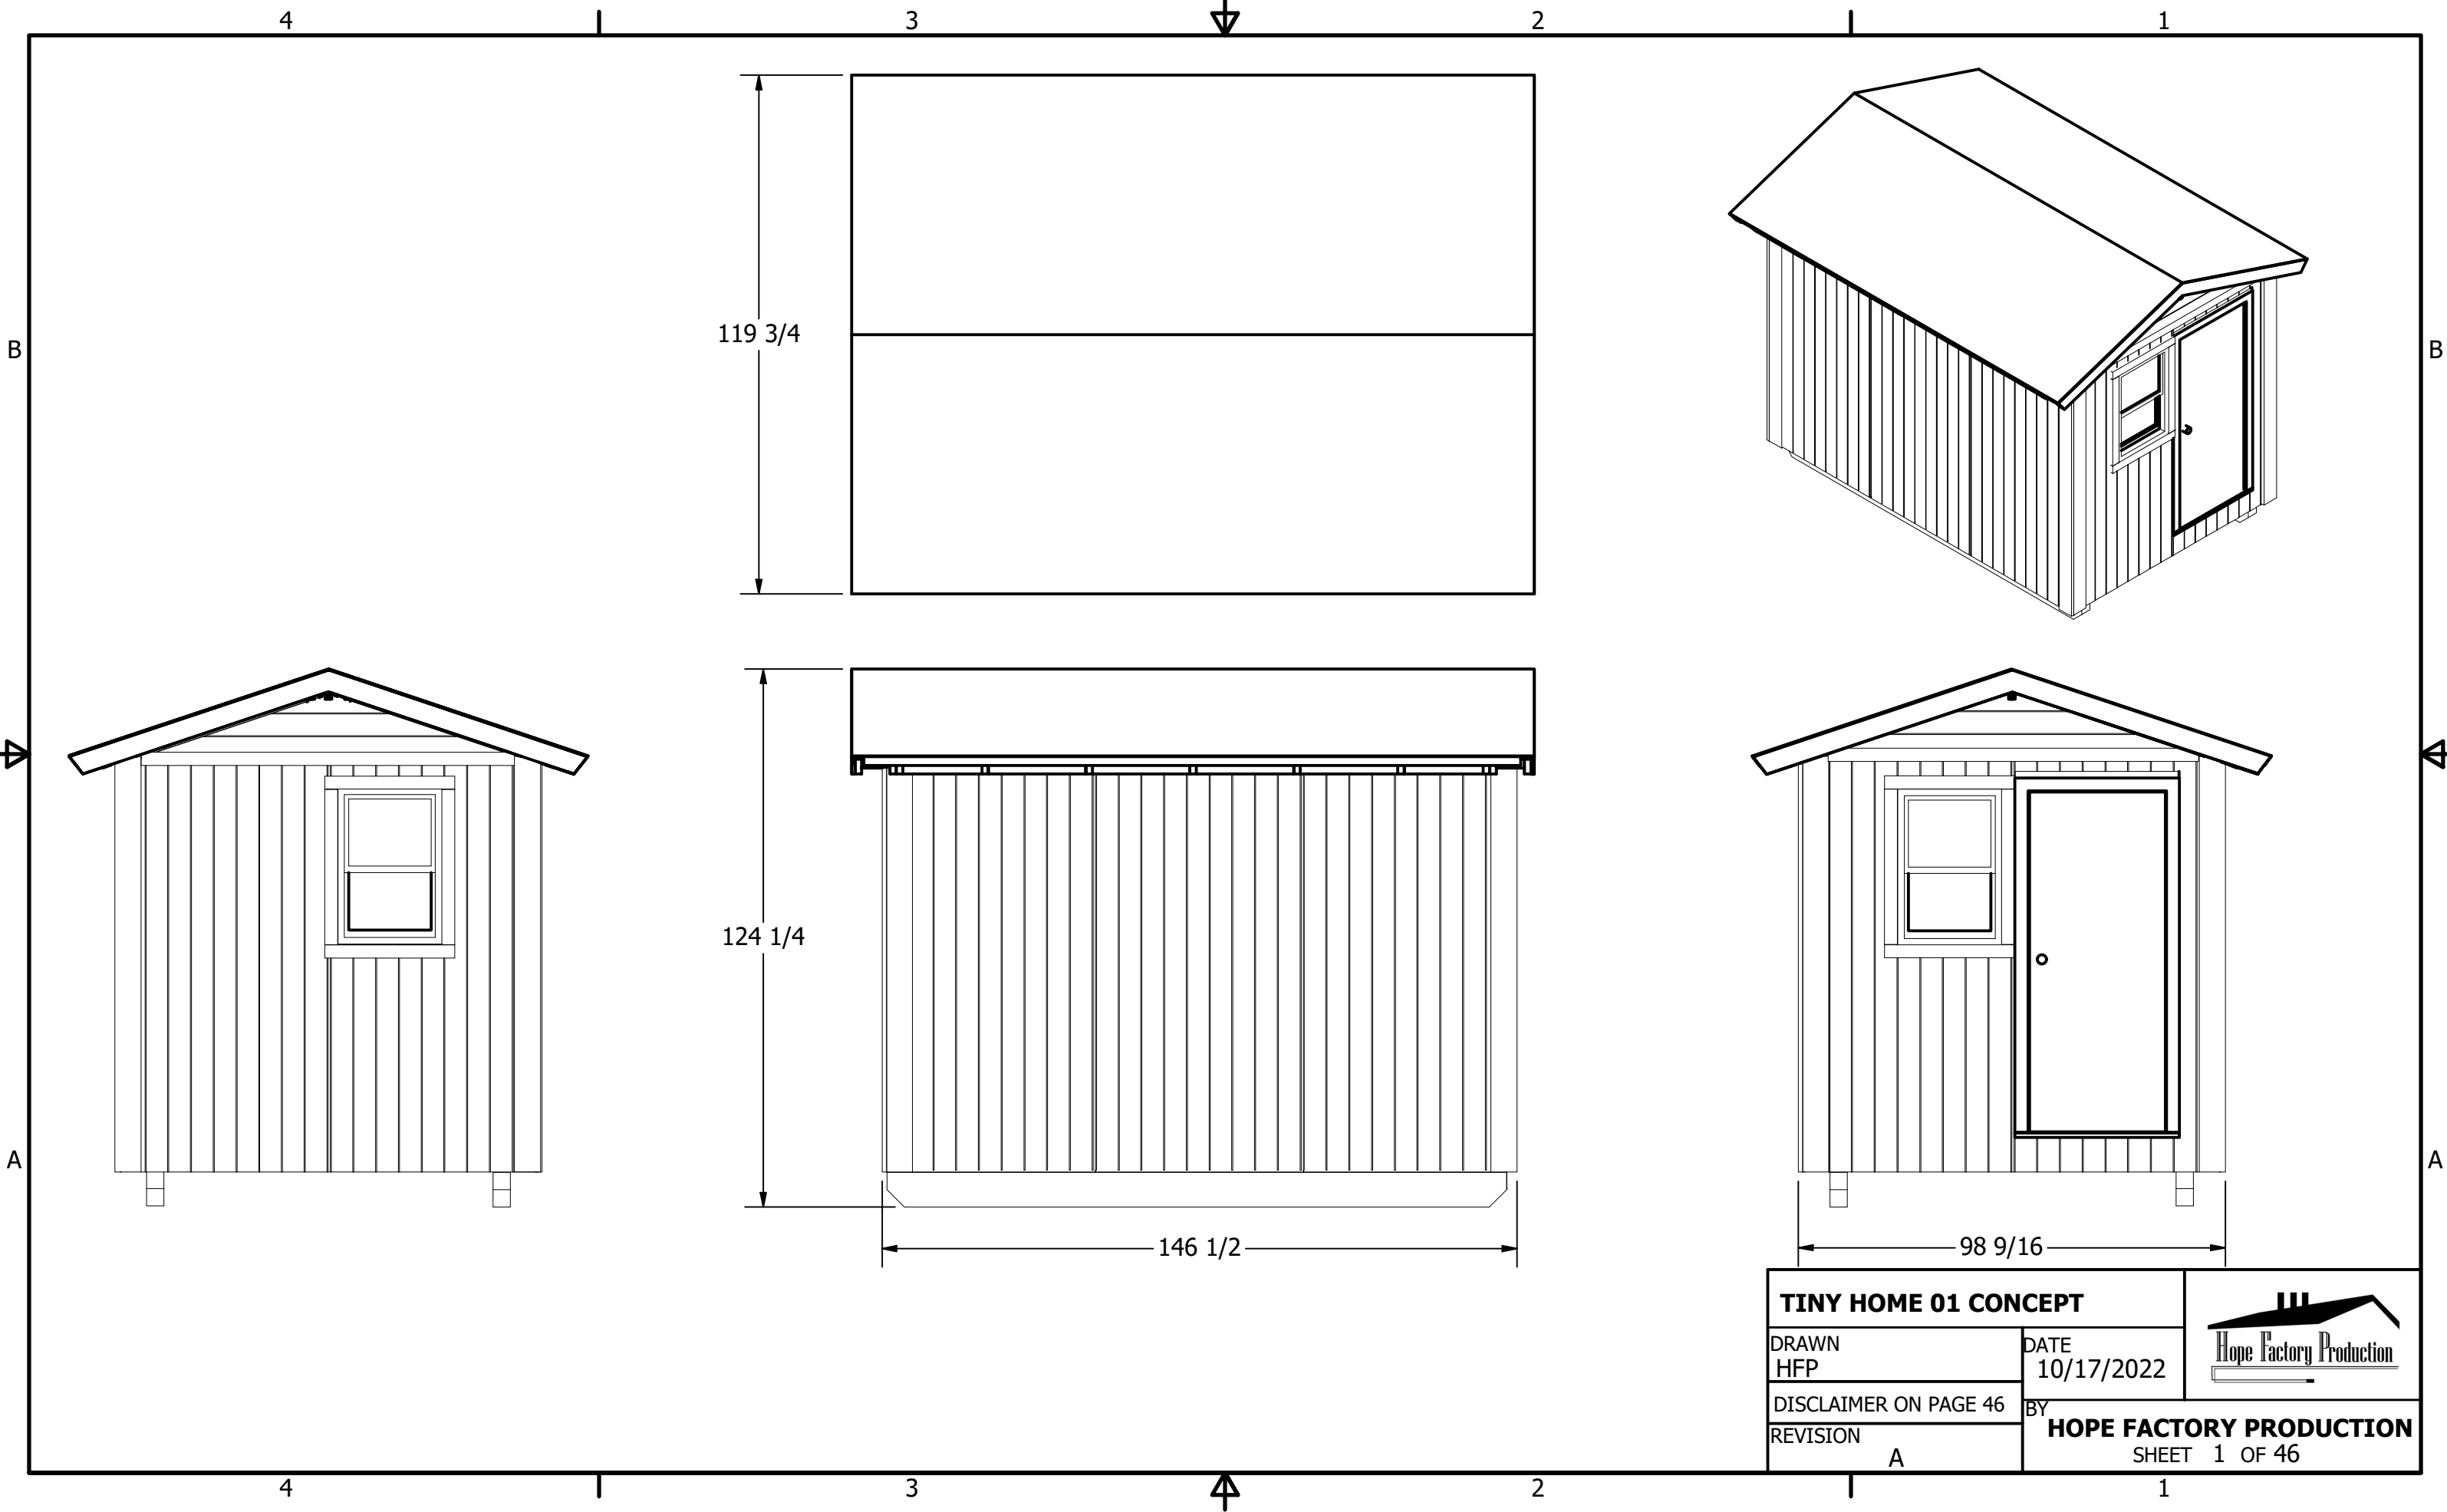 4 3 2 1
119 3/4
B B
124 1/4
A A
146 1/2
98 9/16
TINY HOME 01 CONCEPT
DRAWN
HFP
DATE
10/17/2022
Hope Factory Production
DISCLAIMER ON PAGE 46
REVISION
A
BY
HOPE FACTORY PRODUCTION
SHEET 1 OF 46
4 3 2 1